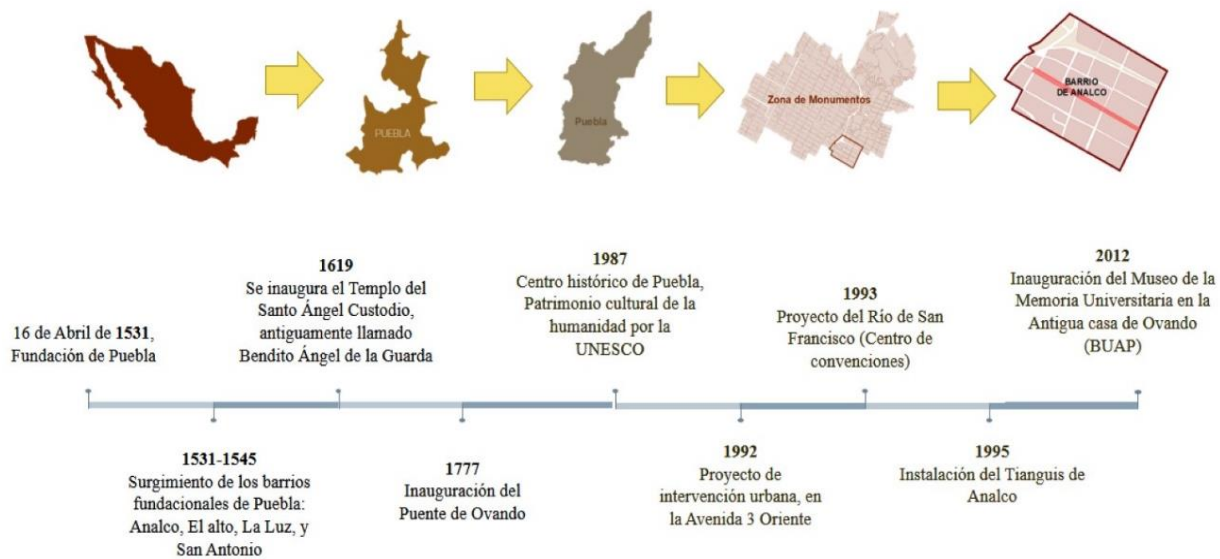 PUEBLA
Puebla
Zona de Monumentos
BARRIO
DE ANALCO
16 de Abril de 1531,
Fundación de Puebla
1531-1545
Surgimiento de los barrios
fundacionales de Puebla:
Analco, El alto, La Luz, y
San Antonio
1619
Se inaugura el Templo del
Santo Ángel Custodio,
antiguamente llamado
Bendito Ángel de la Guarda
1777
Inauguración del
Puente de Ovando
1987
Centro histórico de Puebla,
Patrimonio cultural de la
humanidad por la
UNESCO
1992
Proyecto de
intervención urbana, en
la Avenida 3 Oriente
1993
Proyecto del Río de San
Francisco (Centro de
convenciones)
1995
Instalación del Tianguis de
Analco
2012
Inauguración del Museo de la
Memoria Universitaria en la
Antigua casa de Ovando
(BUAP)